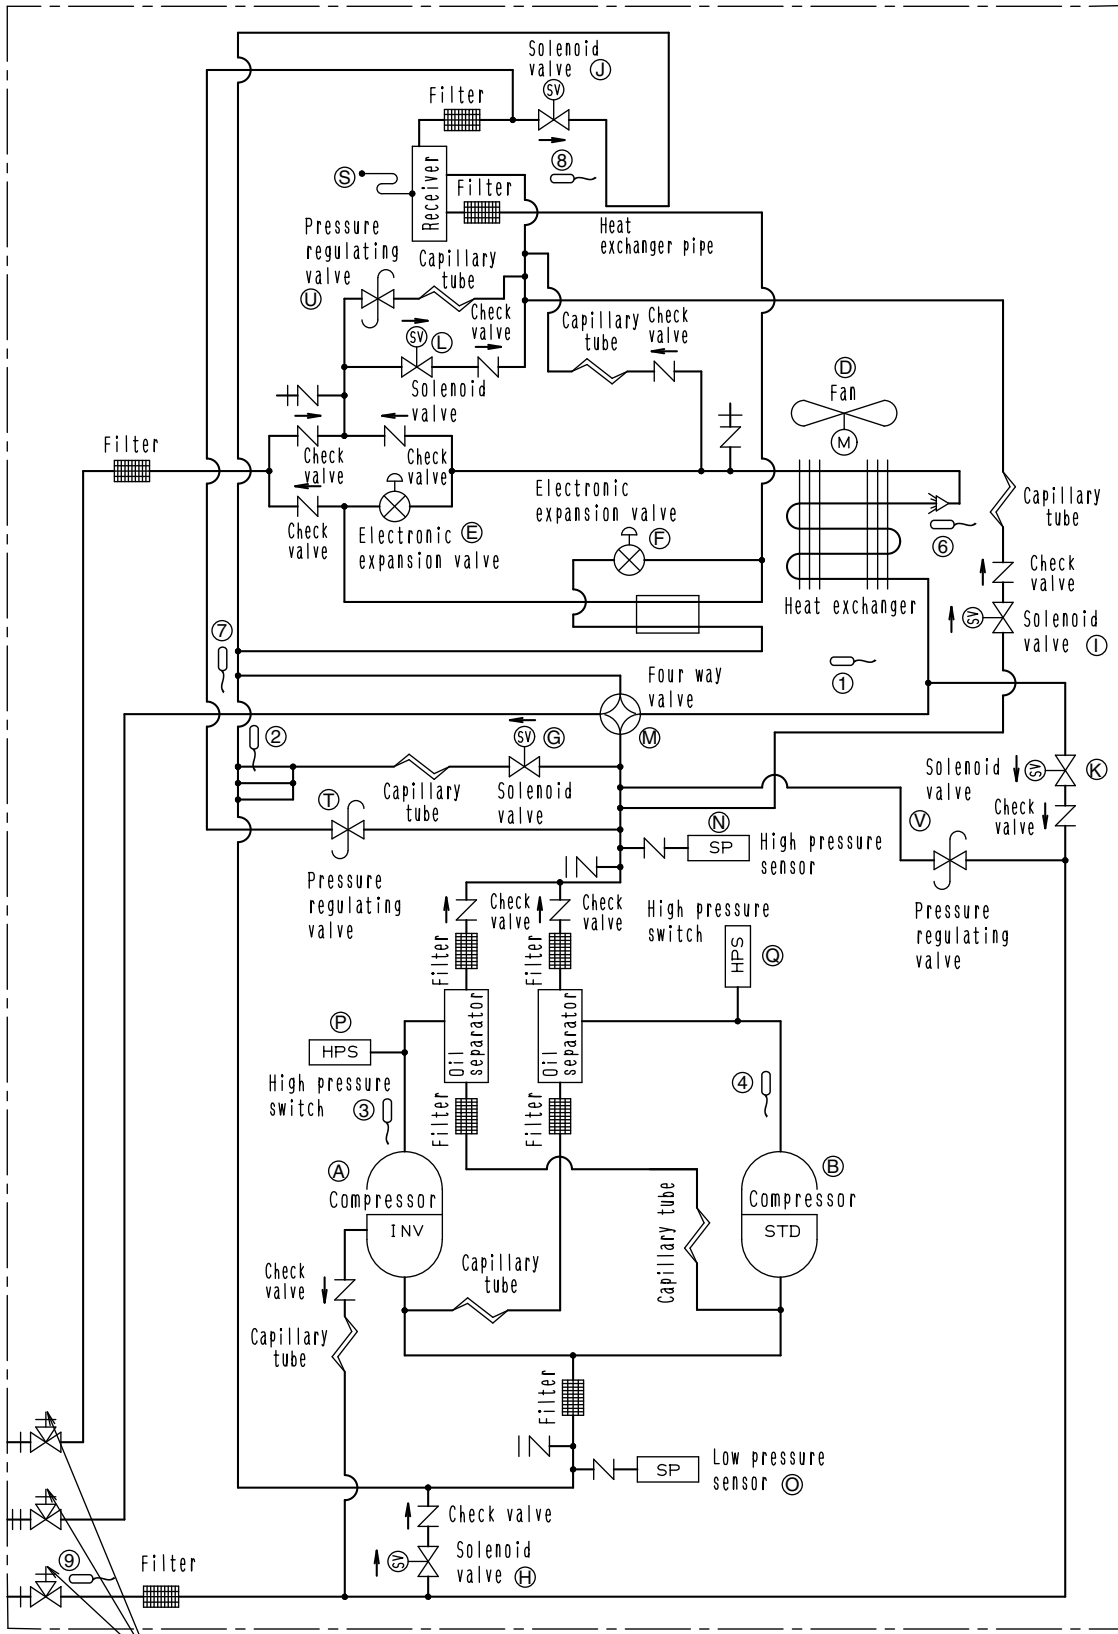 Solenoid
valve Ⓙ
SV
Filter
⑧
Ⓢ
Receiver
Filter
Heat
exchanger pipe
Pressure
regulating
valve
Ⓤ
Capillary
tube
Check
valve
SV
Ⓛ
Solenoid
valve
Capillary
tube
Check
valve
Ⓓ
Fan
M
Filter
Check
valve
Check
valve
Check
valve
Electronic Ⓔ
expansion valve
Electronic
expansion valve
Ⓕ
⑥
Capillary
tube
Check
valve
Heat exchanger
SV
Solenoid
valve Ⓘ
⑦
①
Four way
valve
Ⓜ
②
SV
Ⓖ
Capillary
tube
Solenoid
valve
Solenoid
valve
SV
Ⓚ
Check
valve
Ⓣ
Pressure
regulating
valve
Ⓝ
SP
High pressure
sensor
Ⓥ
Pressure
regulating
valve
Check
valve
Check
valve
High pressure
switch
HPS
Ⓠ
Filter
Filter
Oil
separator
Oil
separator
Ⓟ
HPS
High pressure
switch
③
④
Filter
Filter
Ⓐ
Compressor
INV
Ⓑ
Compressor
STD
Capillary tube
Check
valve
Capillary
tube
Capillary
tube
Filter
SP
Low pressure
sensor Ⓞ
Check valve
SV
Solenoid
valve Ⓗ
⑨
Filter